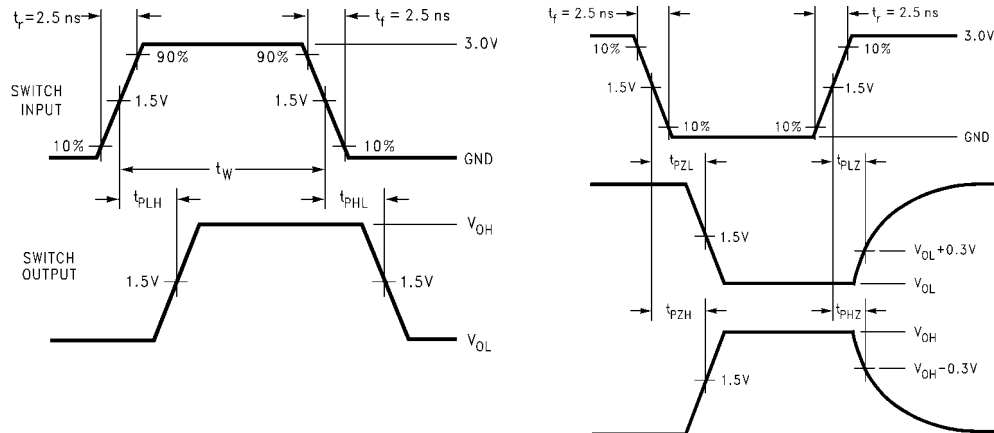 tr = 2.5 ns
tf = 2.5 ns
3.0V
90%
90%
SWITCH
INPUT
1.5V
1.5V
10%
10%
GND
tW
tPLH
tPHL
VOH
SWITCH
OUTPUT
1.5V
1.5V
VOL
tf = 2.5 ns
tr = 2.5 ns
3.0V
10%
10%
1.5V
1.5V
10%
10%
GND
tPZL
tPLZ
1.5V
VOL+0.3V
VOL
tPZH
tPHZ
VOH
VOH−0.3V
1.5V